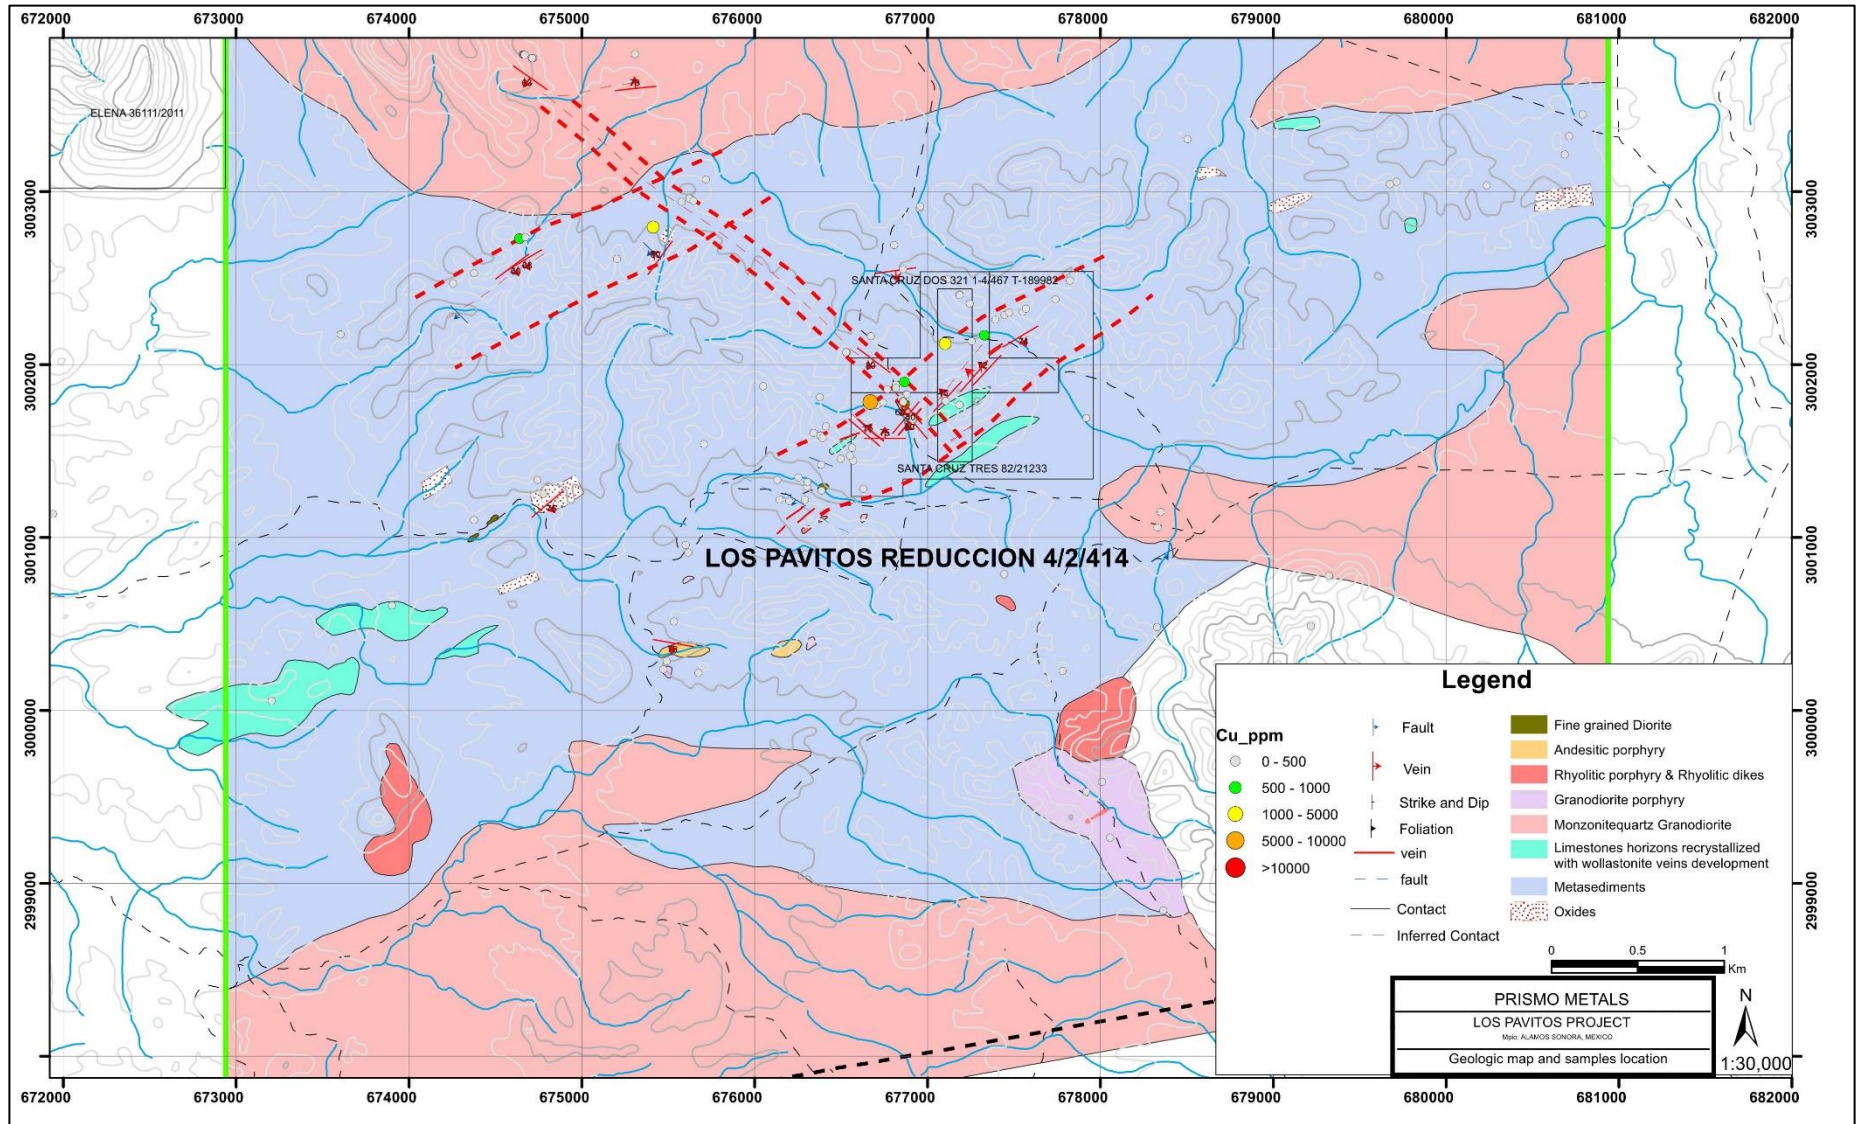 672000 673000 674000 675000 676000 677000 678000 679000 680000 681000 682000
ELENA 36111/2011
3003000 3003000
SANTA CRUZ DOS 321 1-4/467 T-189982
3002000 3002000
SANTA CRUZ TRES 82/21233
3001000 3001000
LOS PAVITOS REDUCCION 4/2/414
3000000 3000000
2999000 2999000
Legend
Cu_ppm
0 - 500
500 - 1000
1000 - 5000
5000 - 10000
>10000
Fault
Vein
Strike and Dip
Foliation
vein
fault
Contact
Inferred Contact
Fine grained Diorite
Andesitic porphyry
Rhyolitic porphyry & Rhyolitic dikes
Granodiorite porphyry
Monzonitequartz Granodiorite
Limestones horizons recrystallized
with wollastonite veins development
Metasediments
Oxides
0 0.5 1
Km
PRISMO METALS
LOS PAVITOS PROJECT
Mpio: ALAMOS SONORA, MEXICO
Geologic map and samples location
N
1:30,000
672000 673000 674000 675000 676000 677000 678000 679000 680000 681000 682000